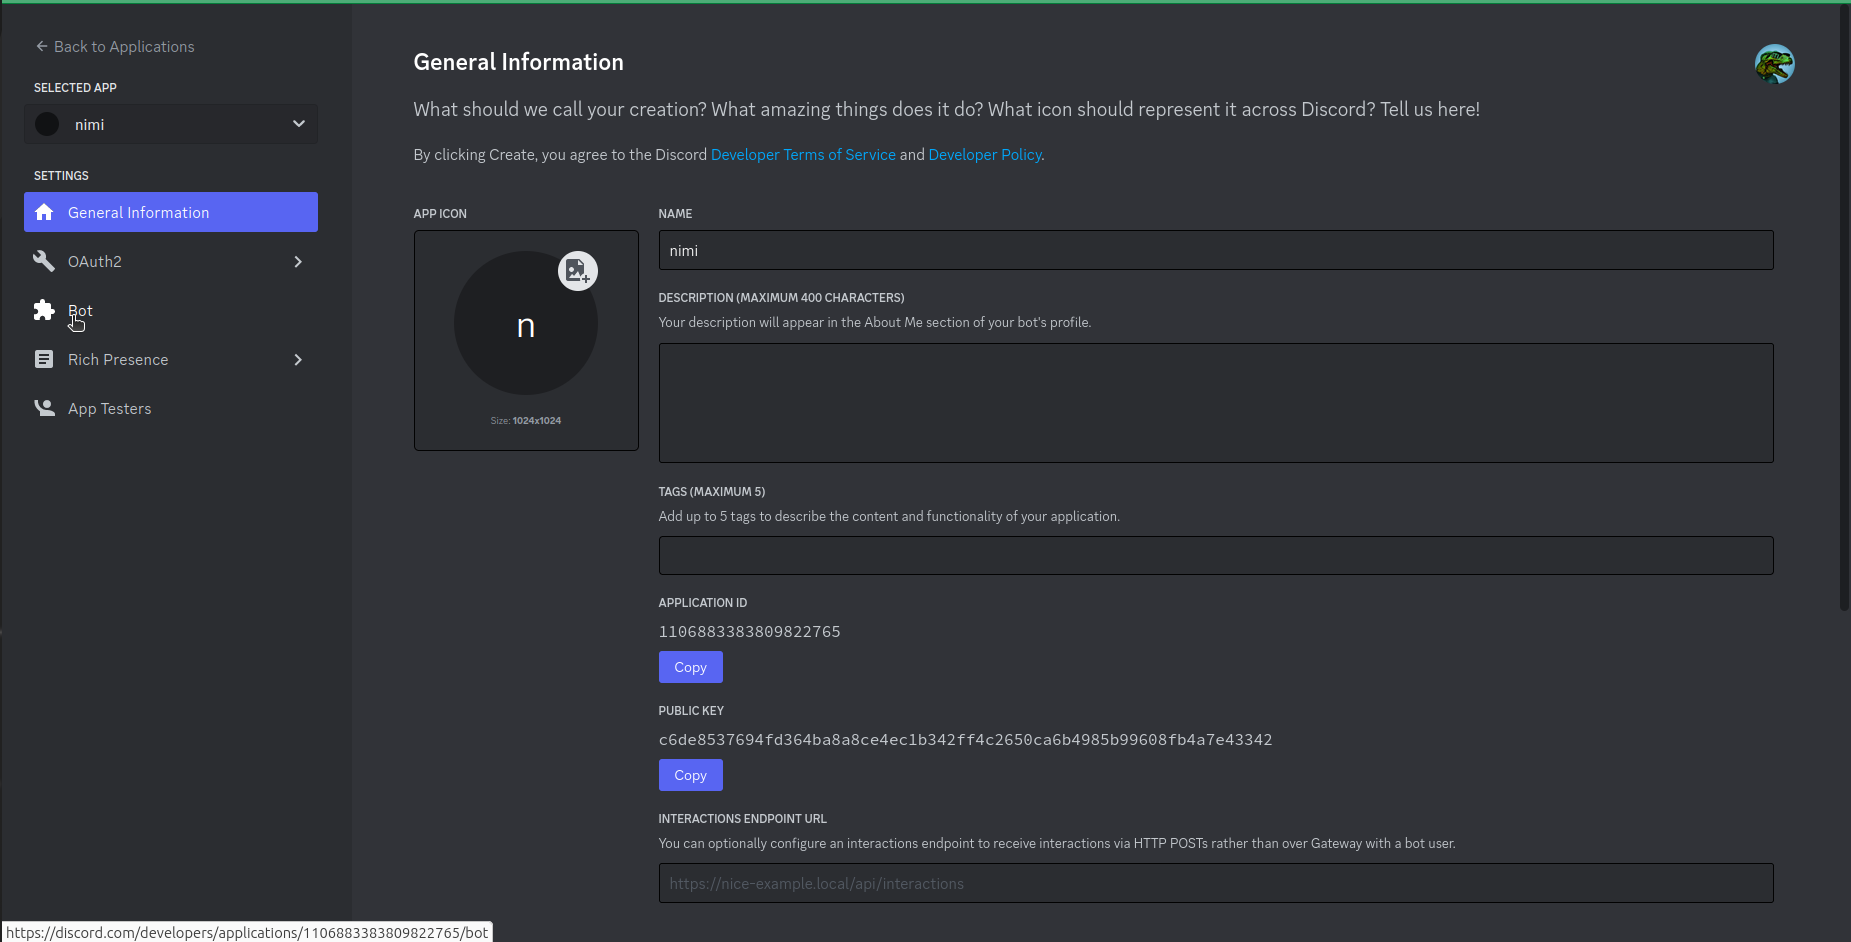 Back to Applications
SELECTED APP
nimi
SETTINGS
General Information
OAuth2
Bot
Rich Presence
App Testers
General Information
What should we call your creation? What amazing things does it do? What icon should represent it across Discord? Tell us here!
By clicking Create, you agree to the Discord Developer Terms of Service and Developer Policy.
APP ICON
n
Size: 1024x1024
NAME
nimi
DESCRIPTION (MAXIMUM 400 CHARACTERS)
Your description will appear in the About Me section of your bot's profile.
TAGS (MAXIMUM 5)
Add up to 5 tags to describe the content and functionality of your application.
APPLICATION ID
1106883383809822765
Copy
PUBLIC KEY
c6de8537694fd364ba8a8ce4ec1b342ff4c2650ca6b4985b99608fb4a7e43342
Copy
INTERACTIONS ENDPOINT URL
You can optionally configure an interactions endpoint to receive interactions via HTTP POSTs rather than over Gateway with a bot user.
https://nice-example.local/api/interactions
https://discord.com/developers/applications/1106883383809822765/bot